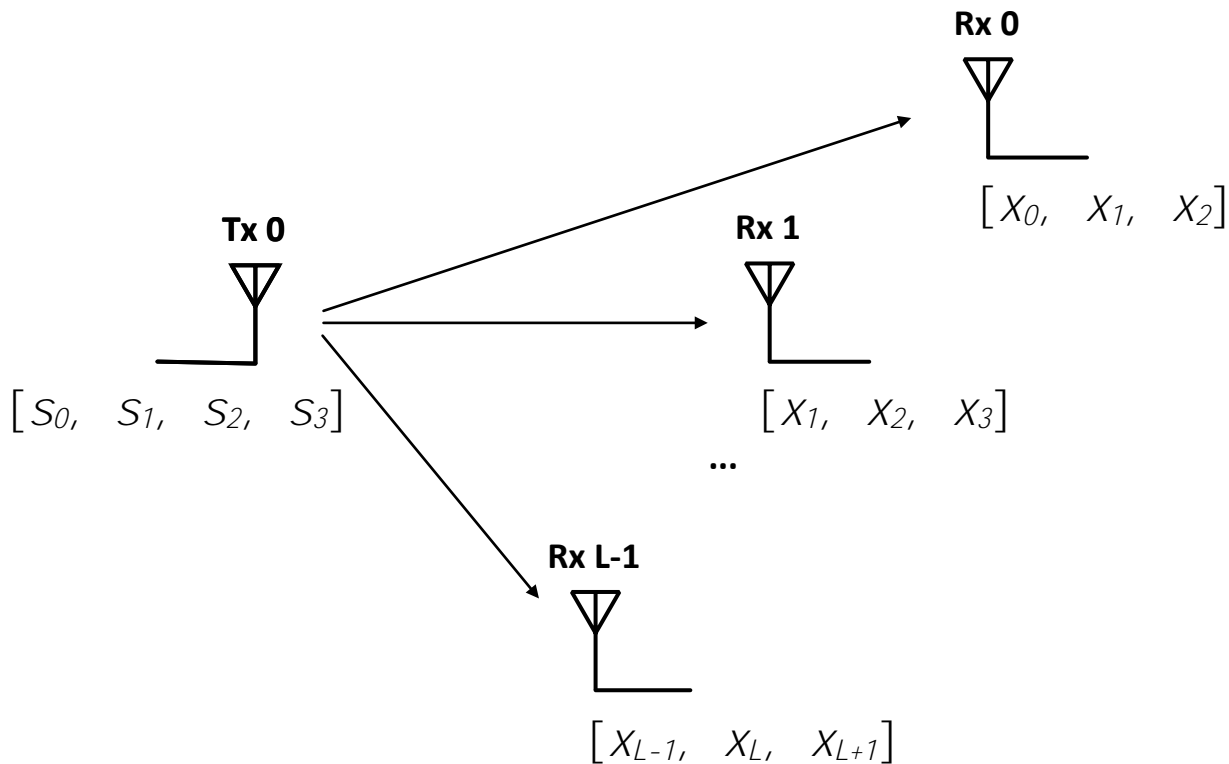 Rx 0
[X0, X1, X2]
Tx 0
Rx 1
[S0, S1, S2, S3]
[X1, X2, X3]
...
Rx L-1
[XL-1, XL, XL+1]